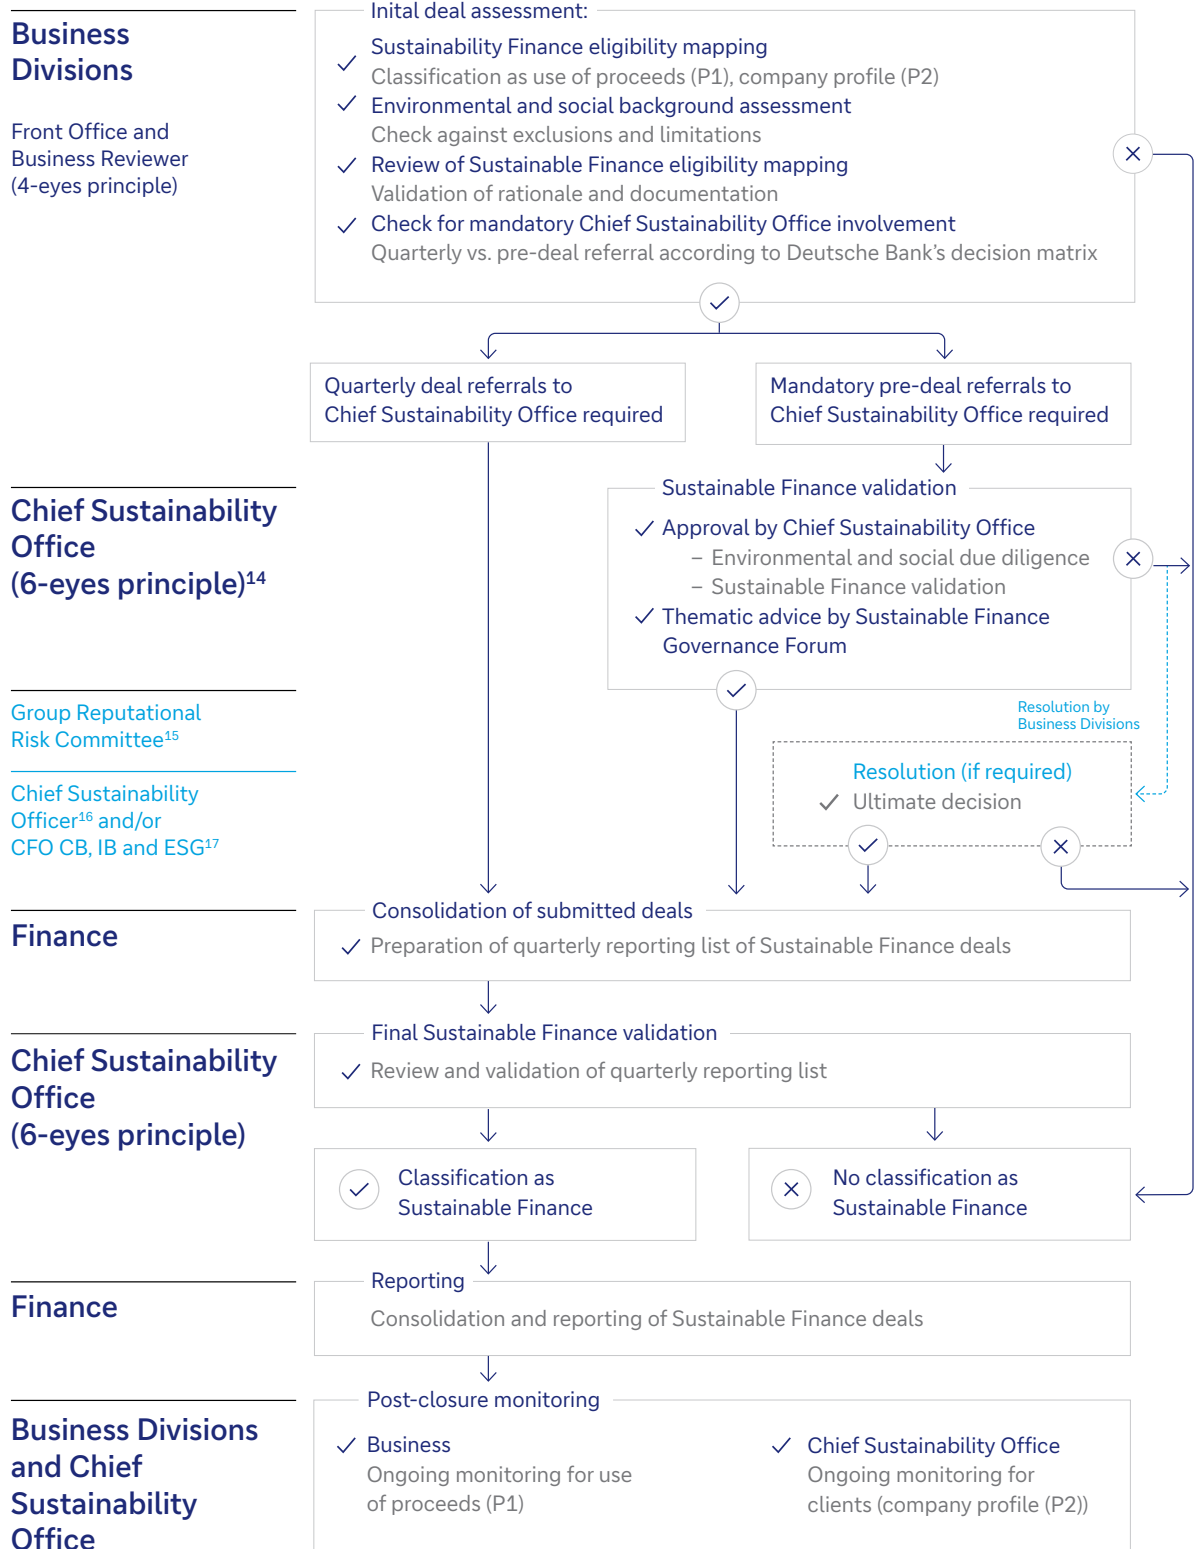 Business
Divisions
Front Office and
Business Reviewer
(4-eyes principle)
Inital deal assessment:
Sustainability Finance eligibility mapping
Classification as use of proceeds (P1), company profile (P2)
Environmental and social background assessment
Check against exclusions and limitations
Review of Sustainable Finance eligibility mapping
Validation of rationale and documentation
Check for mandatory Chief Sustainability Office involvement
Quarterly vs. pre-deal referral according to Deutsche Bank's decision matrix
Quarterly deal referrals to
Chief Sustainability Office required
Mandatory pre-deal referrals to
Chief Sustainability Office required
Chief Sustainability
Office
(6-eyes principle)¹⁴
Sustainable Finance validation
Approval by Chief Sustainability Office
– Environmental and social due diligence
– Sustainable Finance validation
Thematic advice by Sustainable Finance
Governance Forum
Group Reputational
Risk Committee¹⁵
Chief Sustainability
Officer¹⁶ and/or
CFO CB, IB and ESG¹⁷
Resolution by
Business Divisions
Resolution (if required)
Ultimate decision
Finance
Consolidation of submitted deals
Preparation of quarterly reporting list of Sustainable Finance deals
Chief Sustainability
Office
(6-eyes principle)
Final Sustainable Finance validation
Review and validation of quarterly reporting list
Classification as
Sustainable Finance
No classification as
Sustainable Finance
Finance
Reporting
Consolidation and reporting of Sustainable Finance deals
Business Divisions
and Chief
Sustainability
Office
Post-closure monitoring
Business
Ongoing monitoring for use
of proceeds (P1)
Chief Sustainability Office
Ongoing monitoring for
clients (company profile (P2))